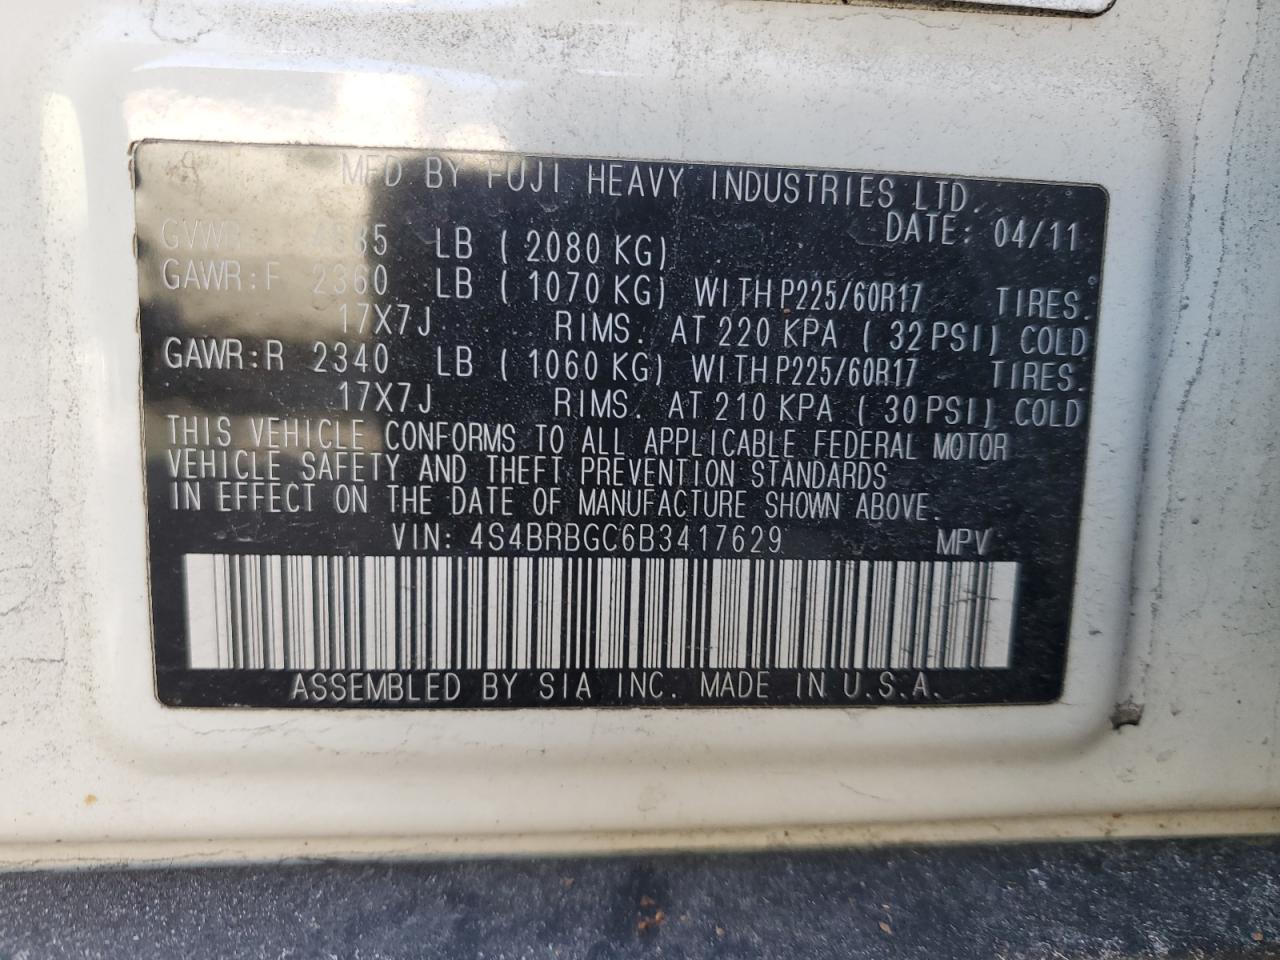 MFD BY FUJI HEAVY INDUSTRIES LTD.
DATE: 04/11
GVWR: 4585 LB ( 2080 KG)
GAWR:F 2360 LB ( 1070 KG) WITH P225/60R17 TIRES.
17X7J RIMS. AT 220 KPA ( 32 PSI) COLD
GAWR:R 2340 LB ( 1060 KG) WITH P225/60R17 TIRES.
17X7J RIMS. AT 210 KPA ( 30 PSI) COLD
THIS VEHICLE CONFORMS TO ALL APPLICABLE FEDERAL MOTOR
VEHICLE SAFETY AND THEFT PREVENTION STANDARDS
IN EFFECT ON THE DATE OF MANUFACTURE SHOWN ABOVE.
VIN: 4S4BRBGC6B3417629 MPV
ASSEMBLED BY SIA INC. MADE IN U.S.A.